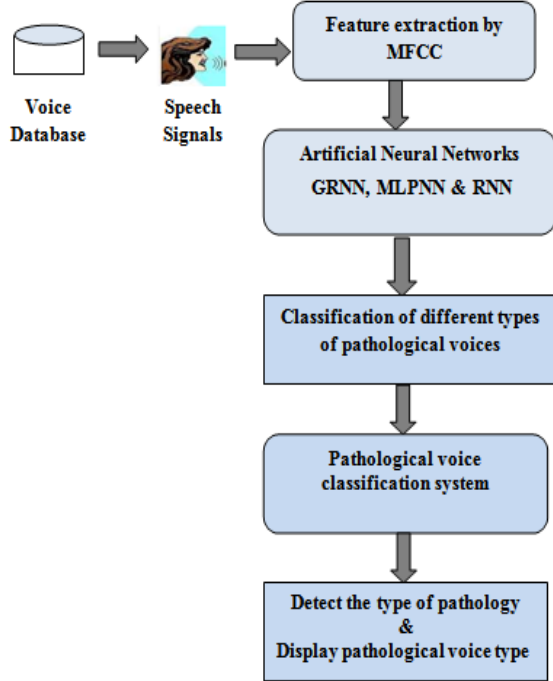 Voice
Database
Speech
Signals
Feature extraction by
MFCC
Artificial Neural Networks
GRNN, MLPNN & RNN
Classification of different types
of pathological voices
Pathological voice
classification system
Detect the type of pathology
&
Display pathological voice type